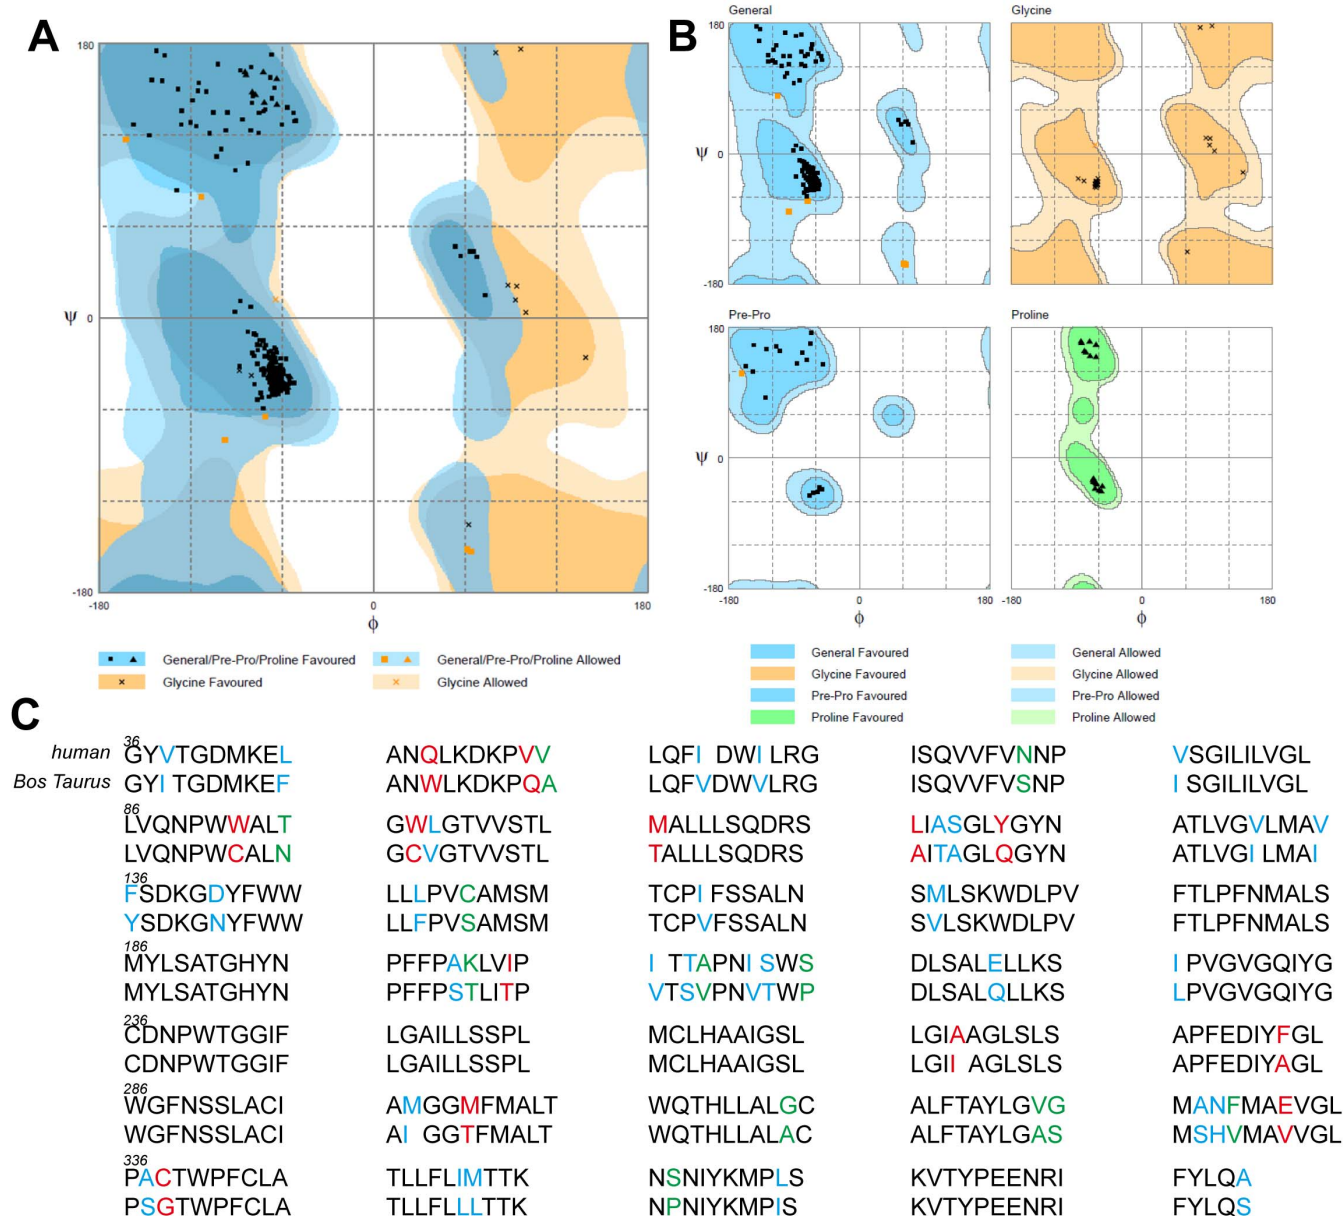 A
B
General
Glycine
180
180
ψ 0
ψ 0
-180
Pre-Pro
Proline
180
ψ 0
-180
-180 0 180
ϕ
-180 0 180 -180 0 180
ϕ ϕ
General/Pre-Pro/Proline Favoured
General/Pre-Pro/Proline Allowed
Glycine Favoured
Glycine Allowed
General Favoured
General Allowed
Glycine Favoured
Glycine Allowed
Pre-Pro Favoured
Pre-Pro Allowed
Proline Favoured
Proline Allowed
C
36
human GYVTGDMKEL ANQLKDKPVV LQFI DWILRG ISQVVFVNNP VSGILILVGL
Bos Taurus GYI TGDMKEF ANWLKDKPQA LQFVDWVLRG ISQVVFVSNP I SGILILVGL
86
LVQNPWWALT GWLGTVVSTL MALLLSQDRS LIASGLYGYN ATLVGVLMAV
LVQNPWCALN GCVGTVVSTL TALLLSQDRS AITAGLQGYN ATLVGI LMAI
136
FSDKGDYFWW LLLPVCAMSM TCPI FSSALN SMLSKWDLPV FTLPFNMALS
YSDKGNYFWW LLFPVSAMSM TCPVFSSALN SVLSKWDLPV FTLPFNMALS
186
MYLSATGHYN PFFPAKLVIP I TTAPNI SWS DLSALELLKS I PVGVGQIYG
MYLSATGHYN PFFPSTLITP VTSVPNVTWP DLSALQLLKS LPVGVGQIYG
236
CDNPWTGGIF LGAILLSSPL MCLHAAIGSL LGIAAGLSLS APFEDIYFGL
CDNPWTGGIF LGAILLSSPL MCLHAAIGSL LGII AGLSLS APFEDIYAGL
286
WGFNSSLACI AMGGMFMALT WQTHLLALGC ALFTAYLGVG MANFMAEVGL
WGFNSSLACI AI GGTFMALT WQTHLLALAC ALFTAYLGAS MSHVMAVVGL
336
PACTWPFCLA TLLFLIMTTK NSNIYKMPLS KVTYPEENRI FYLQA
PSGTWPFCLA TLLFLLLTTK NPNIYKMPIS KVTYPEENRI FYLQS